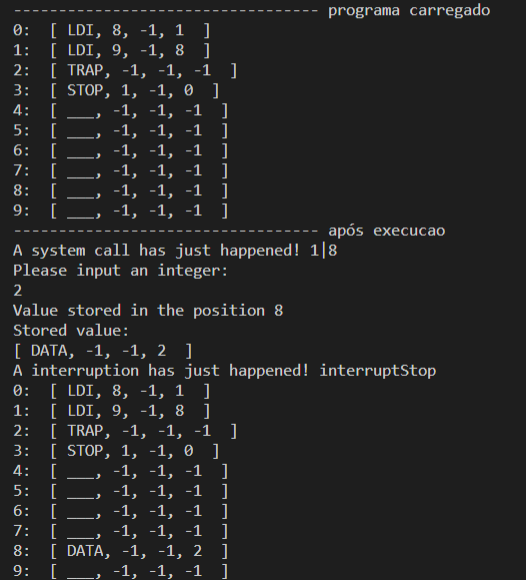 ---------------------------------- programa carregado
0:  [ LDI, 8, -1, 1  ]
1:  [ LDI, 9, -1, 8  ]
2:  [ TRAP, -1, -1, -1  ]
3:  [ STOP, 1, -1, 0  ]
4:  [ ___, -1, -1, -1  ]
5:  [ ___, -1, -1, -1  ]
6:  [ ___, -1, -1, -1  ]
7:  [ ___, -1, -1, -1  ]
8:  [ ___, -1, -1, -1  ]
9:  [ ___, -1, -1, -1  ]
---------------------------------- após execucao
A system call has just happened! 1|8
Please input an integer:
2
Value stored in the position 8
Stored value:
[ DATA, -1, -1, 2  ]
A interruption has just happened! interruptStop
0:  [ LDI, 8, -1, 1  ]
1:  [ LDI, 9, -1, 8  ]
2:  [ TRAP, -1, -1, -1  ]
3:  [ STOP, 1, -1, 0  ]
4:  [ ___, -1, -1, -1  ]
5:  [ ___, -1, -1, -1  ]
6:  [ ___, -1, -1, -1  ]
7:  [ ___, -1, -1, -1  ]
8:  [ DATA, -1, -1, 2  ]
9:  [ ___, -1, -1, -1  ]